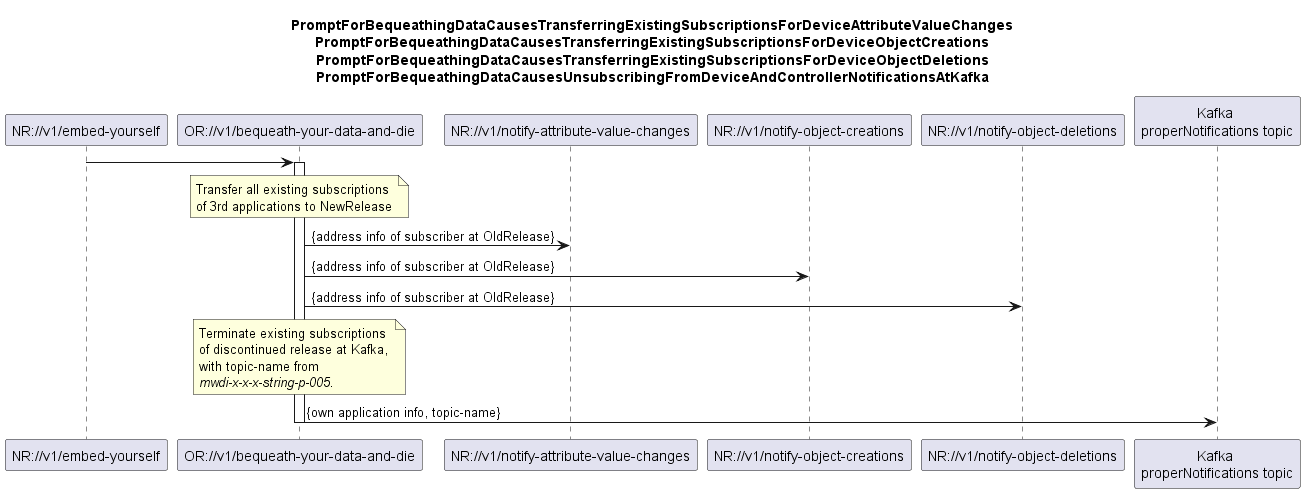 PromptForBequeathingDataCausesTransferringExistingSubscriptionsForDeviceAttributeValueChanges
PromptForBequeathingDataCausesTransferringExistingSubscriptionsForDeviceObjectCreations
PromptForBequeathingDataCausesTransferringExistingSubscriptionsForDeviceObjectDeletions
PromptForBequeathingDataCausesUnsubscribingFromDeviceAndControllerNotificationsAtKafka
NR://v1/embed-yourself
OR://v1/bequeath-your-data-and-die
NR://v1/notify-attribute-value-changes
NR://v1/notify-object-creations
NR://v1/notify-object-deletions
Kafka
properNotifications topic
Transfer all existing subscriptions
of 3rd applications to NewRelease
{address info of subscriber at OldRelease}
{address info of subscriber at OldRelease}
{address info of subscriber at OldRelease}
Terminate existing subscriptions
of discontinued release at Kafka,
with topic-name from
mwdi-x-x-x-string-p-005.
{own application info, topic-name}
NR://v1/embed-yourself
OR://v1/bequeath-your-data-and-die
NR://v1/notify-attribute-value-changes
NR://v1/notify-object-creations
NR://v1/notify-object-deletions
Kafka
properNotifications topic